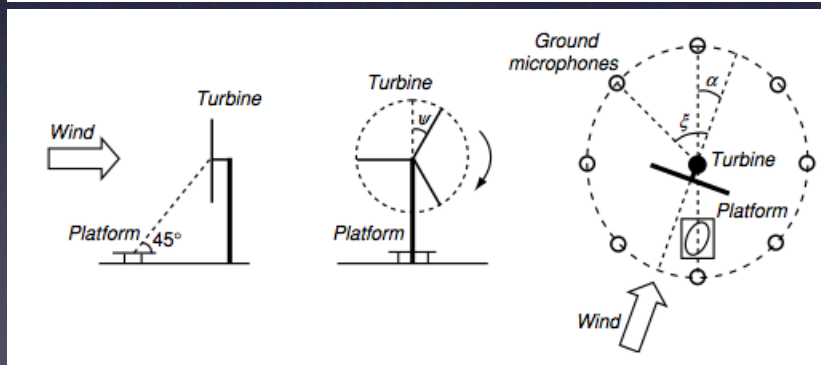 Wind
Turbine
Platform
45°
Turbine
ψ
Platform
Ground
microphones
α
ξ
Turbine
Platform
Wind